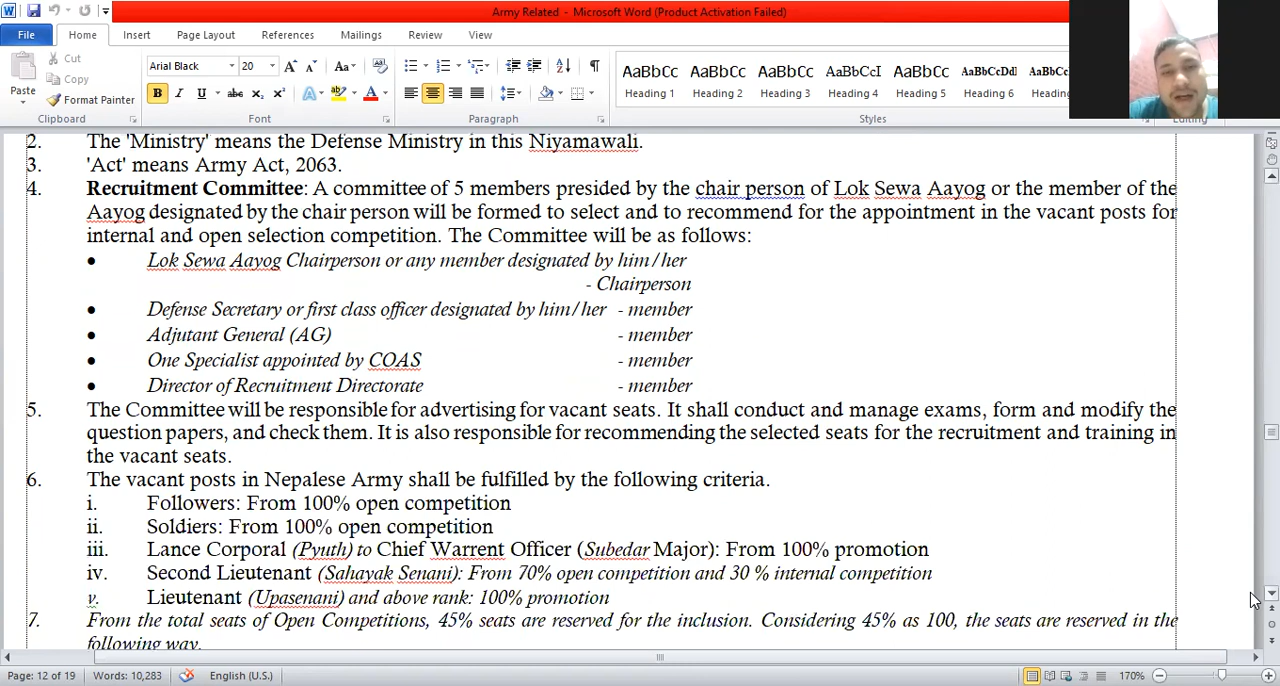 Army Related - Microsoft Word (Product Activation Failed)
File Home Insert Page Layout References Mailings Review View
Cut
Copy
Paste Format Painter
Arial Black 20
AaBbCc AaBbCc AaBbCc AaBbCcI AaBbCc AaBbCcDd AaBbCc
Heading 1 Heading 2 Heading 3 Heading 4 Heading 5 Heading 6 Heading
Clipboard Font Paragraph Styles Editing
2. The 'Ministry' means the Defense Ministry in this Niyamawali.
3. 'Act' means Army Act, 2063.
4. Recruitment Committee: A committee of 5 members presided by the chair person of Lok Sewa Aayog or the member of the
Aayog designated by the chair person will be formed to select and to recommend for the appointment in the vacant posts for
internal and open selection competition. The Committee will be as follows:
• Lok Sewa Aayog Chairperson or any member designated by him/her
- Chairperson
• Defense Secretary or first class officer designated by him/her - member
• Adjutant General (AG) - member
• One Specialist appointed by COAS - member
• Director of Recruitment Directorate - member
5. The Committee will be responsible for advertising for vacant seats. It shall conduct and manage exams, form and modify the
question papers, and check them. It is also responsible for recommending the selected seats for the recruitment and training in
the vacant seats.
6. The vacant posts in Nepalese Army shall be fulfilled by the following criteria.
i. Followers: From 100% open competition
ii. Soldiers: From 100% open competition
iii. Lance Corporal (Pyuth) to Chief Warrent Officer (Subedar Major): From 100% promotion
iv. Second Lieutenant (Sahayak Senani): From 70% open competition and 30 % internal competition
v. Lieutenant (Upasenani) and above rank: 100% promotion
7. From the total seats of Open Competitions, 45% seats are reserved for the inclusion. Considering 45% as 100, the seats are reserved in the
following way.
Page: 12 of 19 Words: 10,283 English (U.S.) 170%